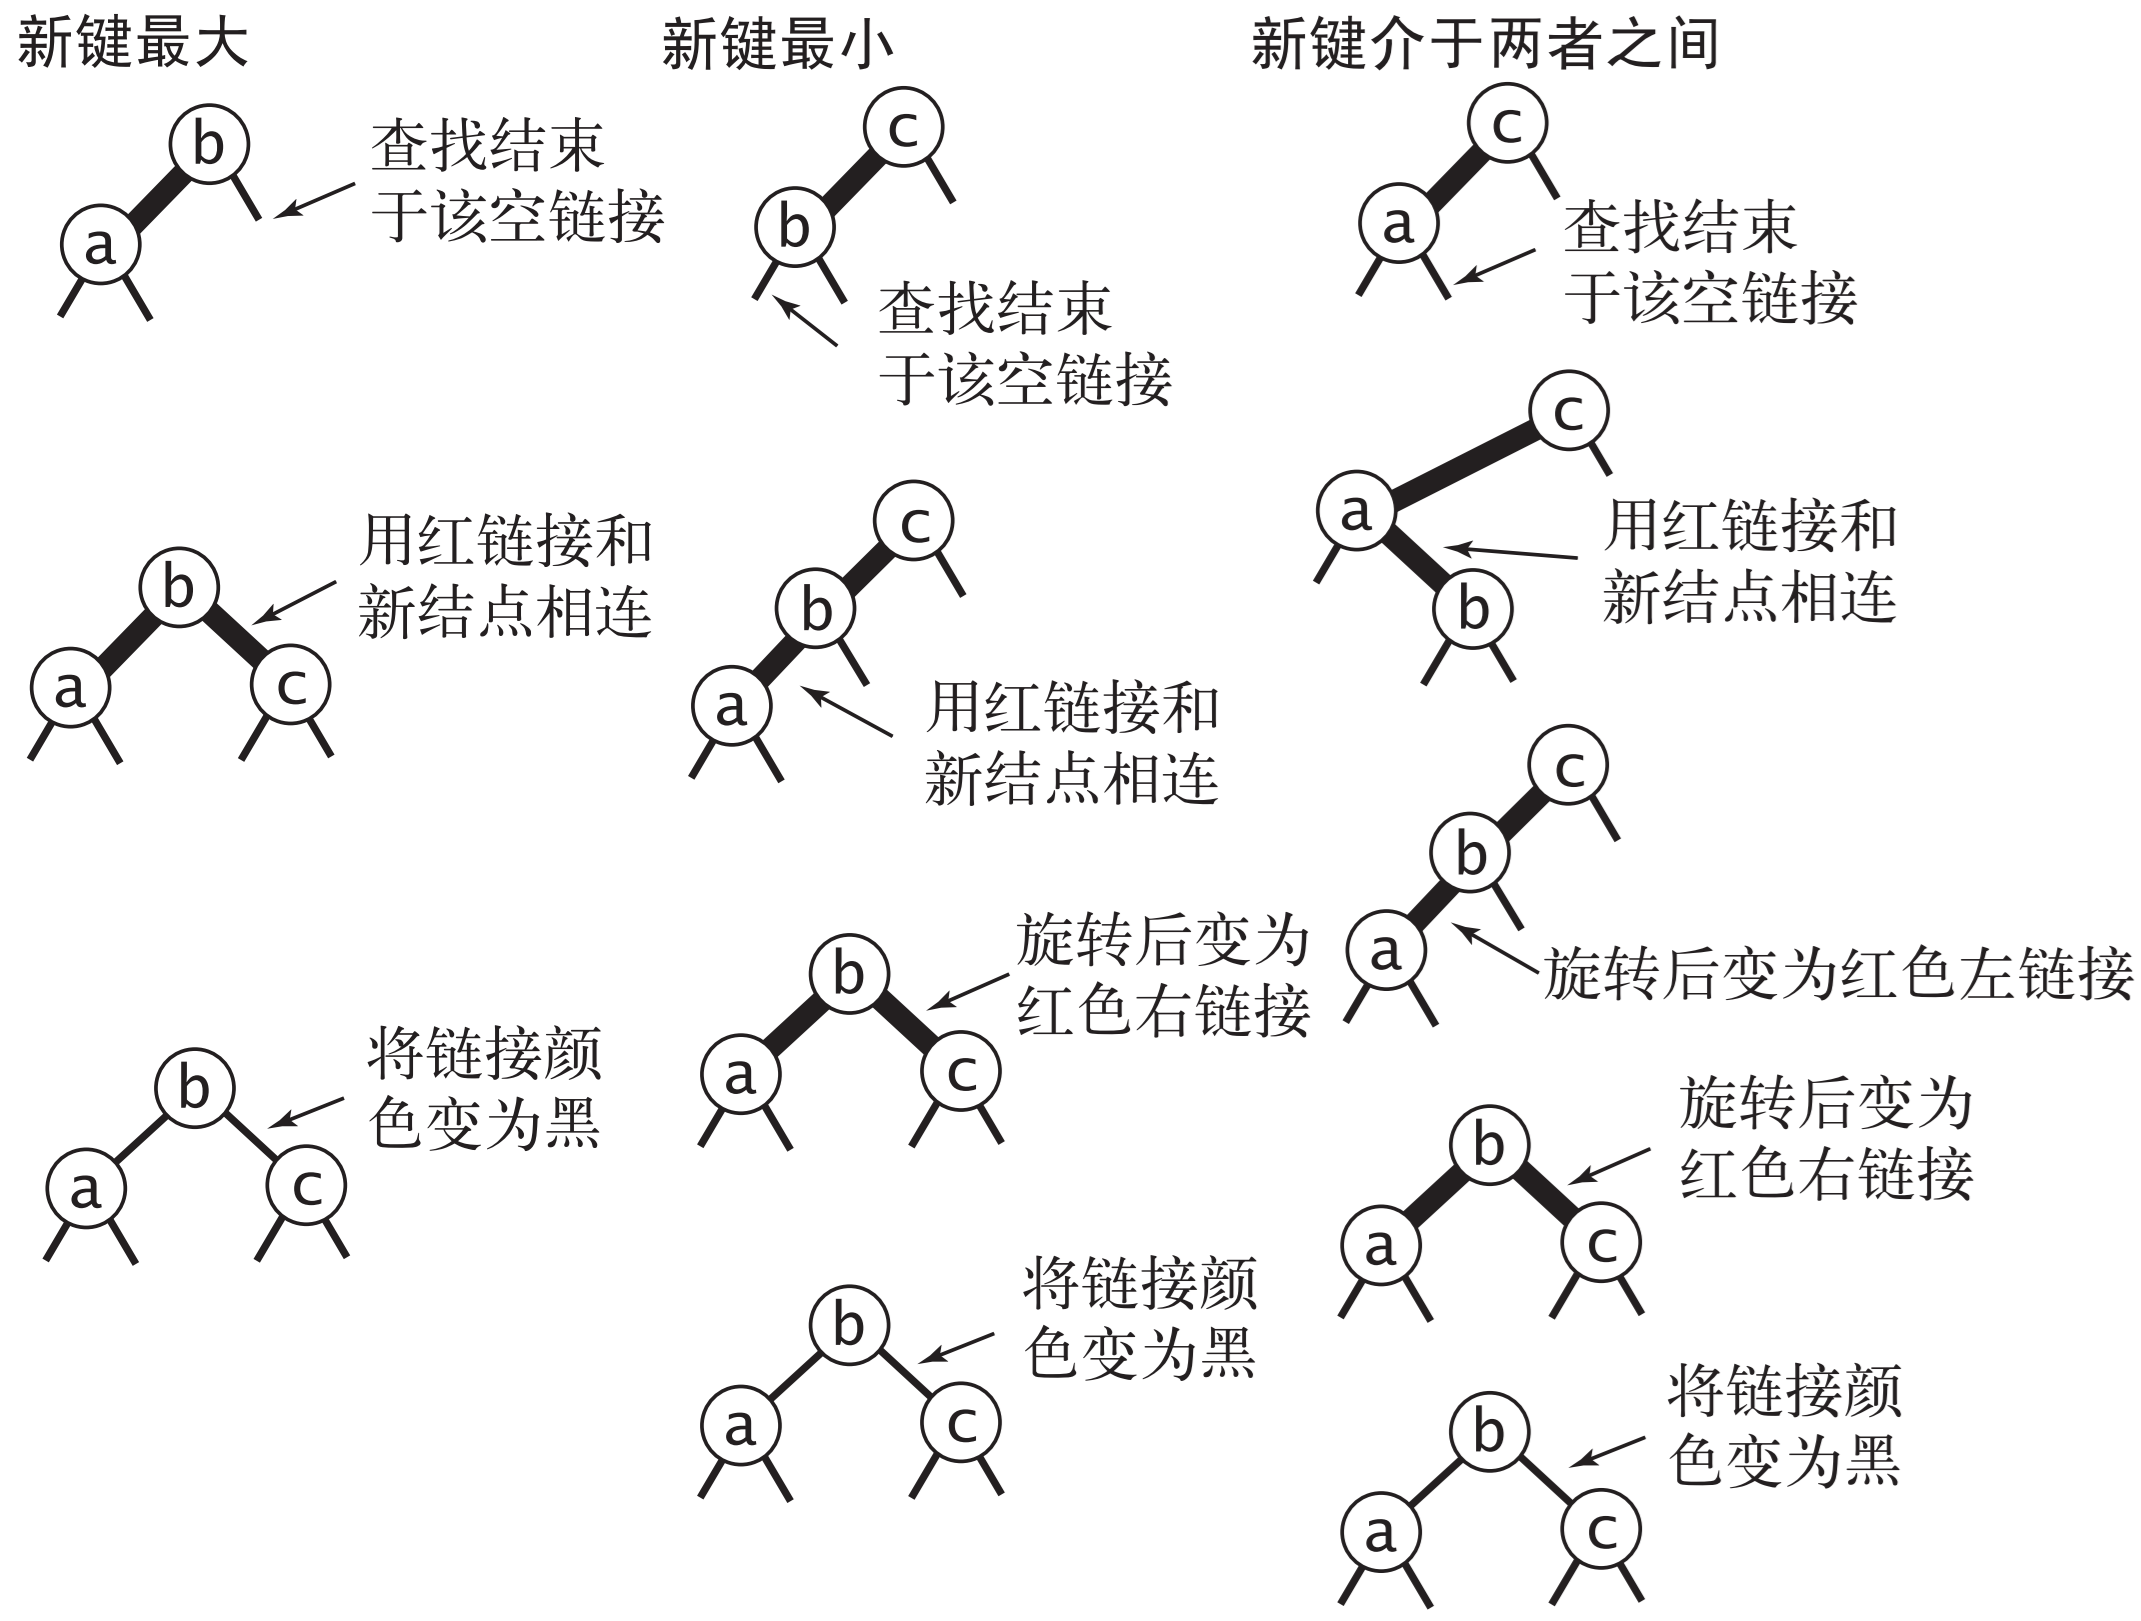 新键最大
b
查找结束
于该空链接
a
用红链接和
新结点相连
b
a
c
将链接颜
色变为黑
b
a
c
新键最小
c
b
查找结束
于该空链接
c
b
a
用红链接和
新结点相连
旋转后变为
红色右链接
b
a
c
将链接颜
色变为黑
b
a
c
新键介于两者之间
c
a
查找结束
于该空链接
c
a
用红链接和
新结点相连
b
c
b
a
旋转后变为红色左链接
旋转后变为
红色右链接
b
a
c
将链接颜
色变为黑
b
a
c